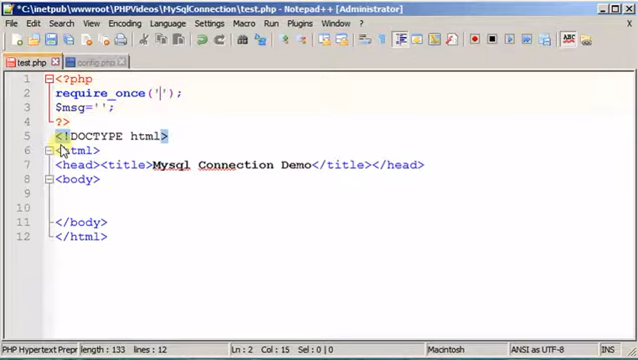 *C:\inetpub\wwwroot\PHPVideos\MySqlConnection\test.php - Notepad++ [Administrator]
File Edit Search View Encoding Language Settings Macro Run Plugins Window ?
test.php config.php
1 <?php
2 require_once('');
3 $msg='';
4 ?>
5 <!DOCTYPE html>
6 <html>
7 <head><title>Mysql Connection Demo</title></head>
8 <body>
9
10
11 </body>
12 </html>
PHP Hypertext Prepr length : 133 lines : 12 Ln : 2 Col : 15 Sel : 0 | 0 Macintosh ANSI as UTF-8 INS